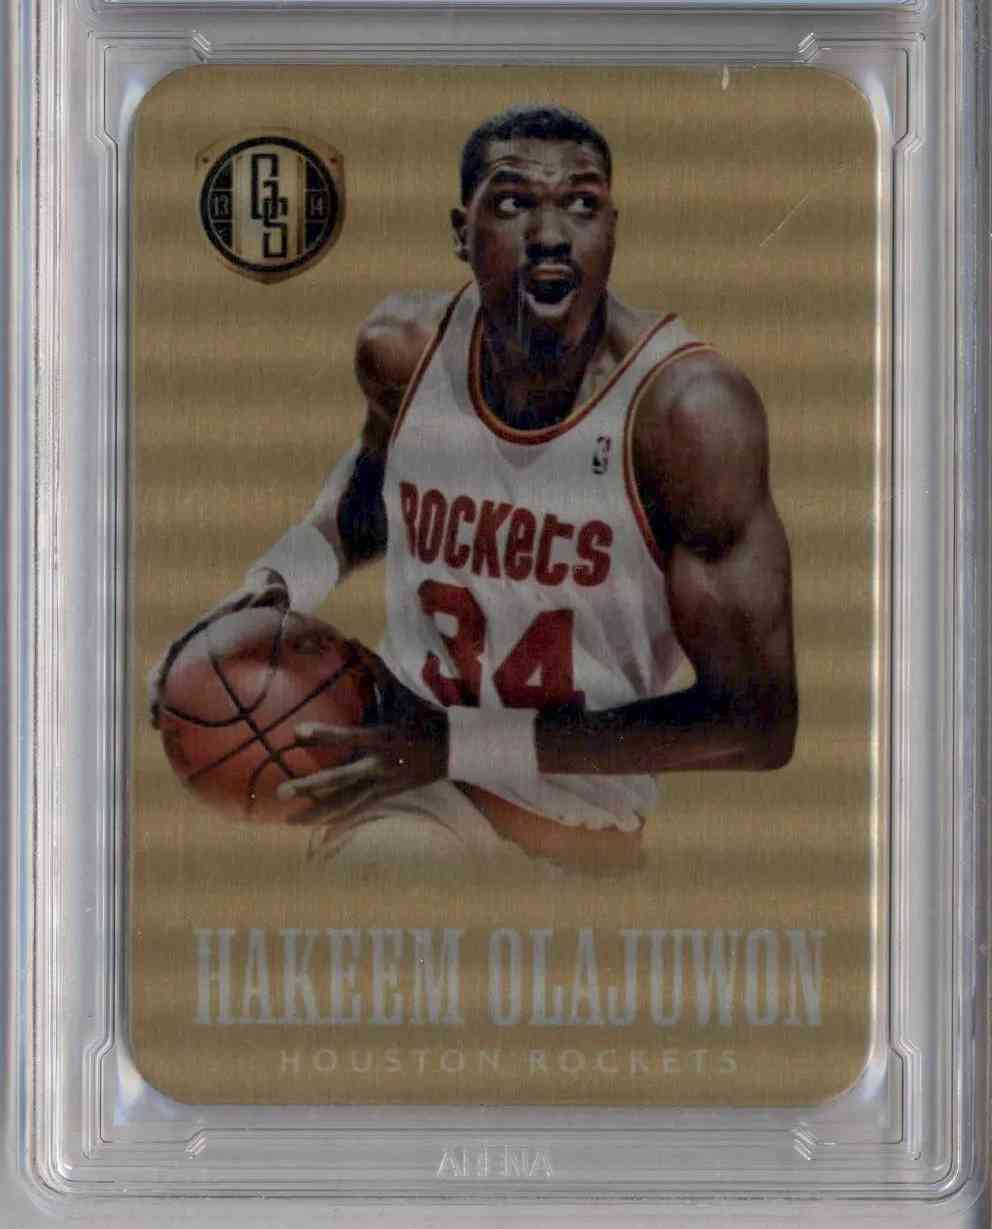 GS
13 14
ROCKETS
34
HAKEEM OLAJUWON
HOUSTON ROCKETS
ARENA